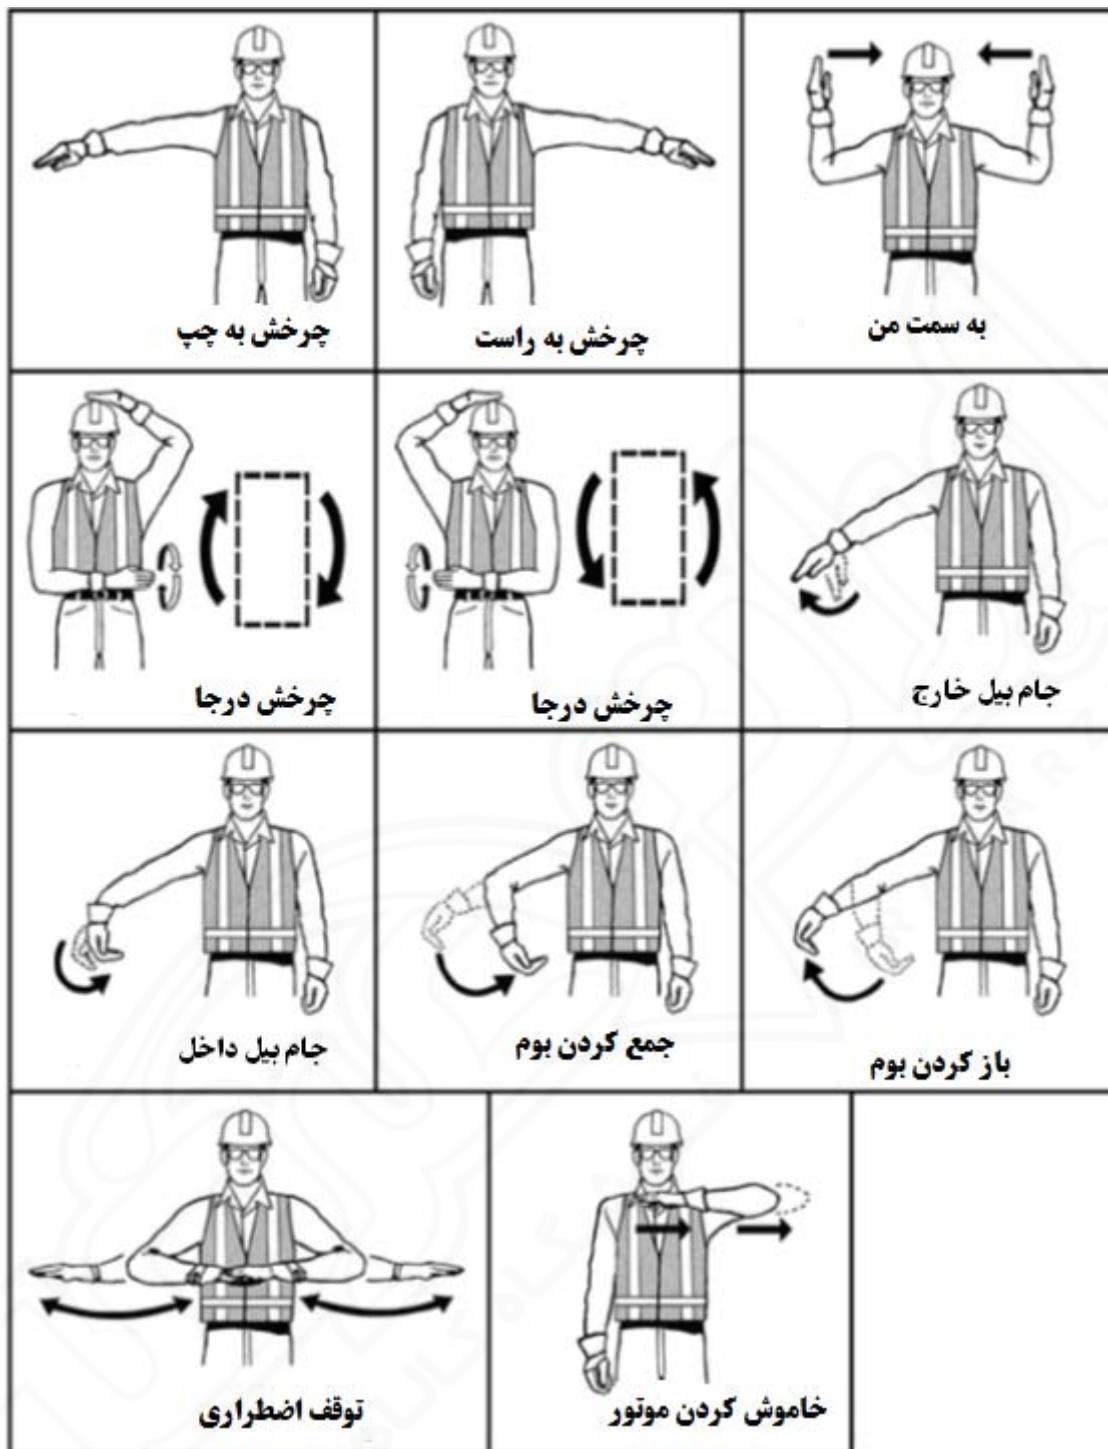 به سمت من
چرخش به راست
چرخش به چپ
جام بیل خارج
چرخش درجا
چرخش درجا
باز کردن بوم
جمع کردن بوم
جام بیل داخل
خاموش کردن موتور
توقف اضطراری